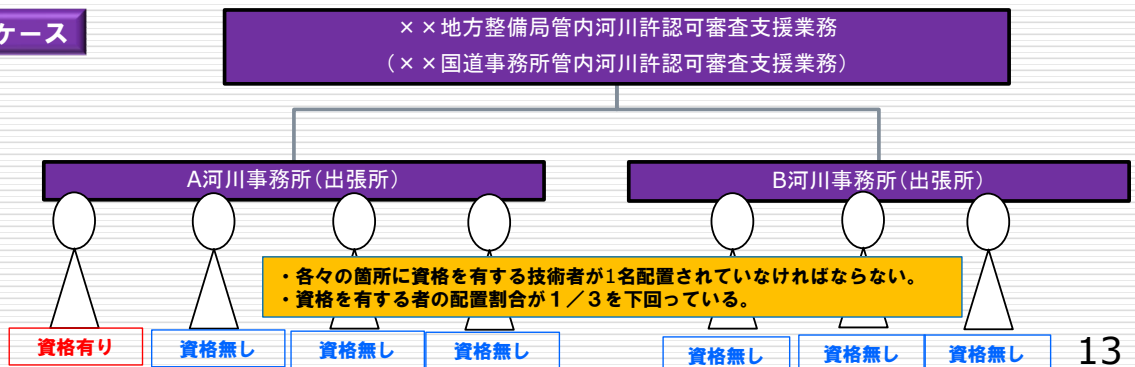 ケース
××地方整備局管内河川許認可審査支援業務
(××国道事務所管内河川許認可審査支援業務)
A河川事務所(出張所)
B河川事務所(出張所)
・各々の箇所に資格を有する技術者が1名配置されていなければならない。
・資格を有する者の配置割合が1/3を下回っている。
資格有り
資格無し
資格無し
資格無し
資格無し
資格無し
資格無し
13